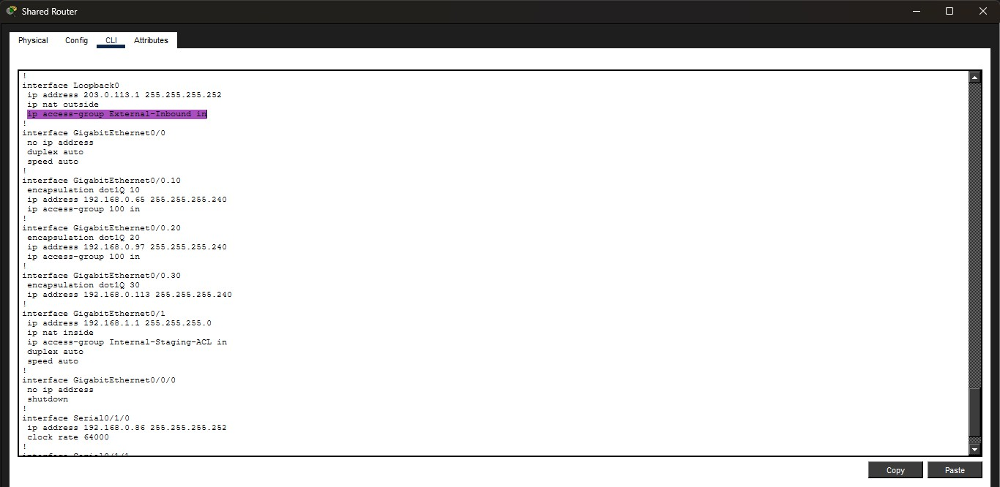 Shared Router
Physical Config CLI Attributes
!
interface Loopback0
ip address 203.0.113.1 255.255.255.252
ip nat outside
ip access-group External-Inbound in
!
interface GigabitEthernet0/0
no ip address
duplex auto
speed auto
!
interface GigabitEthernet0/0.10
encapsulation dot1Q 10
ip address 192.168.0.65 255.255.255.240
ip access-group 100 in
!
interface GigabitEthernet0/0.20
encapsulation dot1Q 20
ip address 192.168.0.97 255.255.255.240
ip access-group 100 in
!
interface GigabitEthernet0/0.30
encapsulation dot1Q 30
ip address 192.168.0.113 255.255.255.240
!
interface GigabitEthernet0/1
ip address 192.168.1.1 255.255.255.0
ip nat inside
ip access-group Internal-Staging-ACL in
duplex auto
speed auto
!
interface GigabitEthernet0/0/0
no ip address
shutdown
!
interface Serial0/1/0
ip address 192.168.0.86 255.255.255.252
clock rate 64000
!
Copy Paste